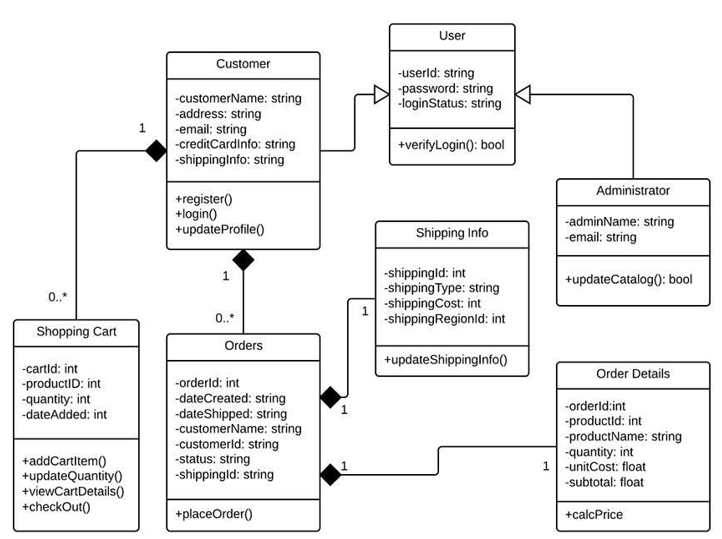 User
-userId: string
-password: string
-loginStatus: string
+verifyLogin(): bool
Customer
-customerName: string
-address: string
-email: string
-creditCardInfo: string
-shippingInfo: string
+register()
+login()
+updateProfile()
1
0..*
1
0..*
Administrator
-adminName: string
-email: string
+updateCatalog(): bool
Shipping Info
-shippingId: int
-shippingType: string
-shippingCost: int
-shippingRegionId: int
+updateShippingInfo()
1
1
Shopping Cart
-cartId: int
-productID: int
-quantity: int
-dateAdded: int
+addCartItem()
+updateQuantity()
+viewCartDetails()
+checkOut()
Orders
-orderId: int
-dateCreated: string
-dateShipped: string
-customerName: string
-customerId: string
-status: string
-shippingId: string
+placeOrder()
1
1
Order Details
-orderId:int
-productId: int
-productName: string
-quantity: int
-unitCost: float
-subtotal: float
+calcPrice